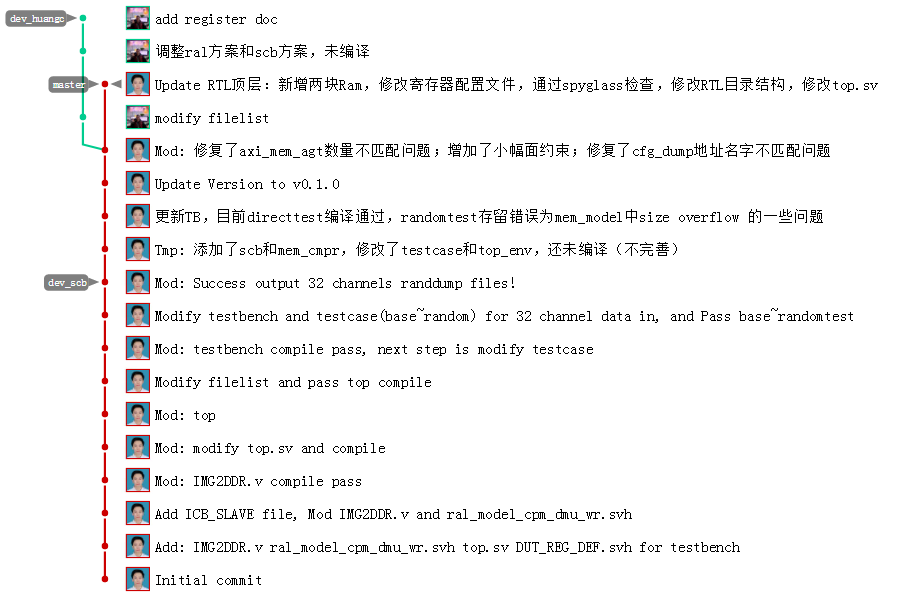 dev_huangc add register doc
调整ral方案和scb方案，未编译
master Update RTL顶层：新增两块Ram，修改寄存器配置文件，通过spyglass检查，修改RTL目录结构，修改top.sv
modify filelist
Mod: 修复了axi_mem_agt数量不匹配问题；增加了小幅面约束；修复了cfg_dump地址名字不匹配问题
Update Version to v0.1.0
更新TB，目前directtest编译通过，randomtest存留错误为mem_model中size overflow 的一些问题
Tmp: 添加了scb和mem_cmpr，修改了testcase和top_env，还未编译（不完善）
dev_scb Mod: Success output 32 channels randdump files!
Modify testbench and testcase(base~random) for 32 channel data in, and Pass base~randomtest
Mod: testbench compile pass, next step is modify testcase
Modify filelist and pass top compile
Mod: top
Mod: modify top.sv and compile
Mod: IMG2DDR.v compile pass
Add ICB_SLAVE file, Mod IMG2DDR.v and ral_model_cpm_dmu_wr.svh
Add: IMG2DDR.v ral_model_cpm_dmu_wr.svh top.sv DUT_REG_DEF.svh for testbench
Initial commit